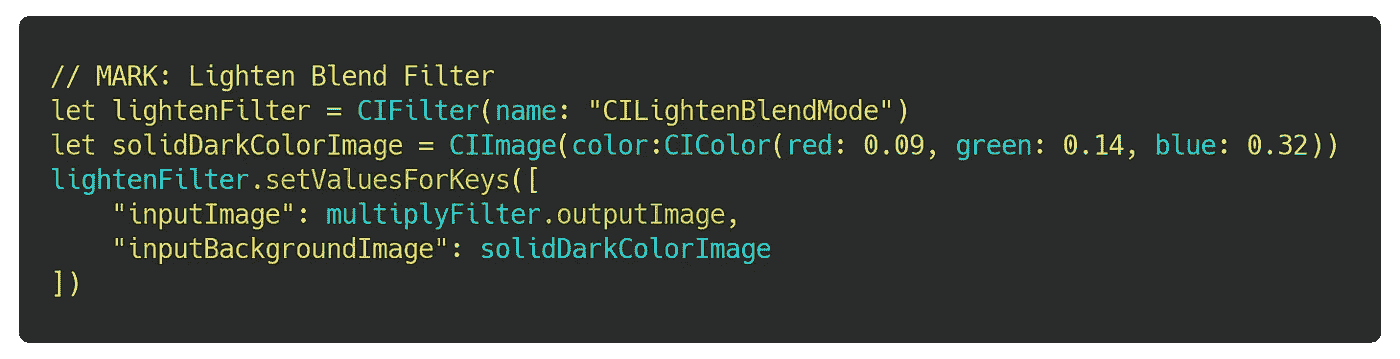 // MARK: Lighten Blend Filter
let lightenFilter = CIFilter(name: "CILightenBlendMode")
let solidDarkColorImage = CIImage(color:CIColor(red: 0.09, green: 0.14, blue: 0.32))
lightenFilter.setValuesForKeys([
    "inputImage": multiplyFilter.outputImage,
    "inputBackgroundImage": solidDarkColorImage
])